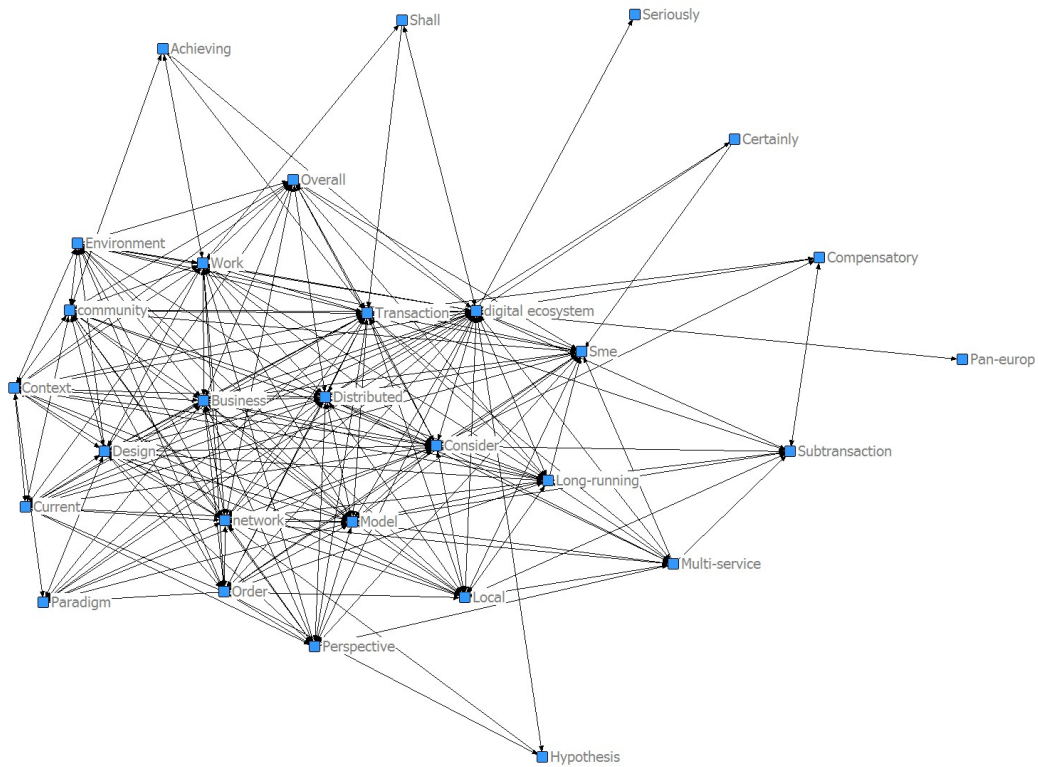 Seriously
Shall
Achieving
Certainly
Overall
Environment
Compensatory
Work
community
Transaction
digital ecosystem
Sme
Pan-europ
Context
Business
Distributed
Consider
Design
Subtransaction
Long-running
Current
network
Model
Multi-service
Order
Local
Paradigm
Perspective
Hypothesis